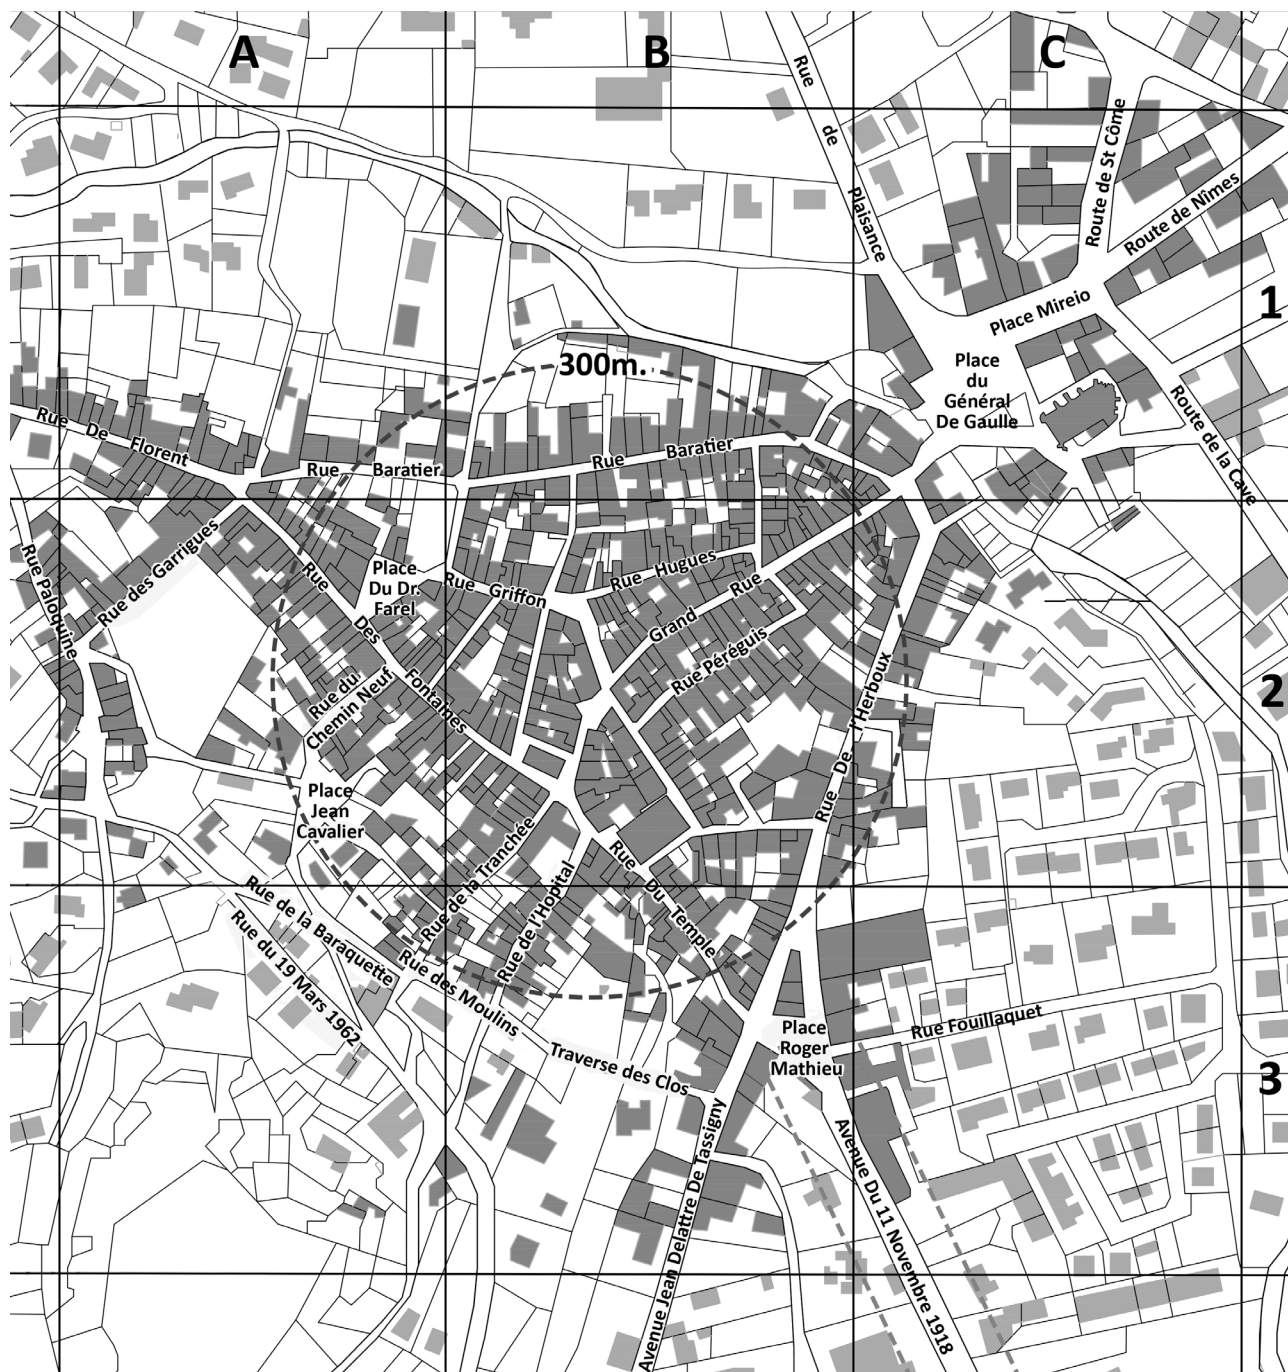 A
B
C
Rue de Plaisance
Route de St Côme
Route de Nîmes
1
Place Mireio
300m.
Place
du
Général
De Gaulle
Route de la Cave
Rue De Florent
Rue Baratier
Rue Baratier
Rue Paloquine
Rue des Garrigues
Rue Des Fontaines
Place
Du Dr.
Farel
Rue Griffon
Rue Hugues
Grand Rue
Rue Péréguis
Rue du
Chemin Neuf
Rue De l'Herboux
2
Place
Jean
Cavalier
Rue de la Tranchée
Rue de l'Hopital
Rue Du Temple
Rue de la Baraquette
Rue du 19 Mars 1962
Rue des Moulins
Traverse des Clos
Place
Roger
Mathieu
Rue Fouillaquet
3
Avenue Jean Delattre De Tassigny
Avenue Du 11 Novembre 1918